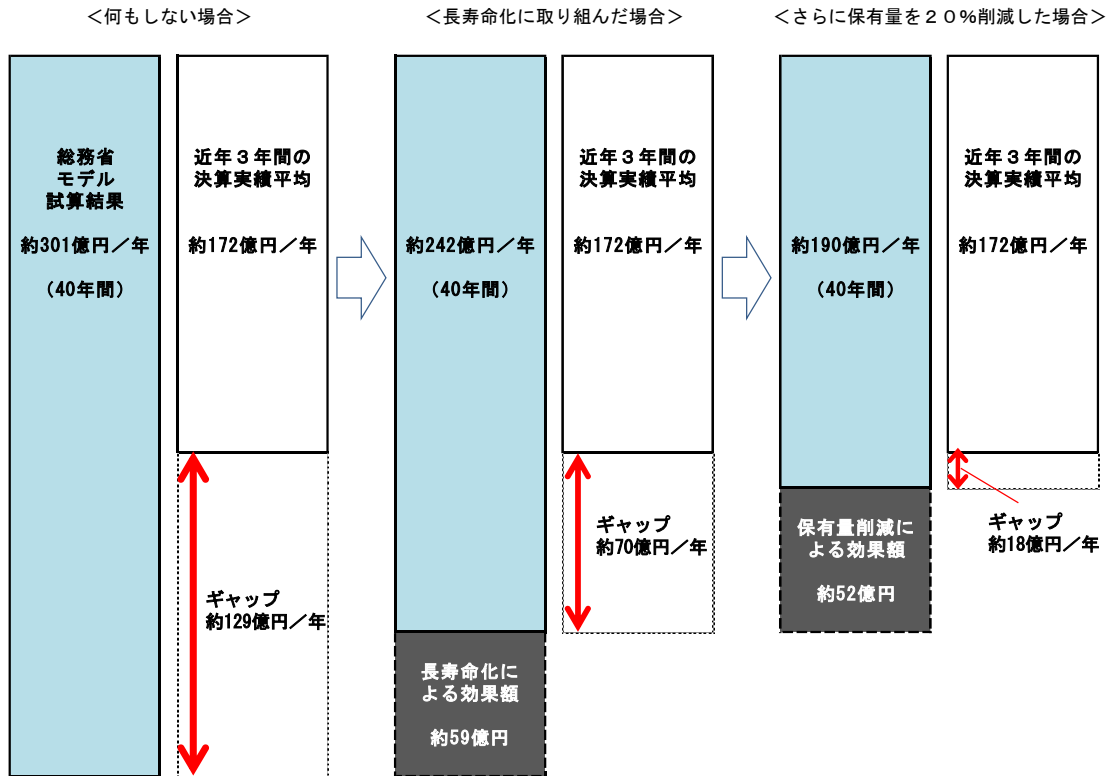 ＜何もしない場合＞
総務省
モデル
試算結果
約301億円／年
（40年間）
近年３年間の
決算実績平均
約172億円／年
ギャップ
約129億円／年
＜長寿命化に取り組んだ場合＞
約242億円／年
（40年間）
長寿命化に
よる効果額
約59億円
近年３年間の
決算実績平均
約172億円／年
ギャップ
約70億円／年
＜さらに保有量を２０％削減した場合＞
約190億円／年
（40年間）
保有量削減に
よる効果額
約52億円
近年３年間の
決算実績平均
約172億円／年
ギャップ
約18億円／年